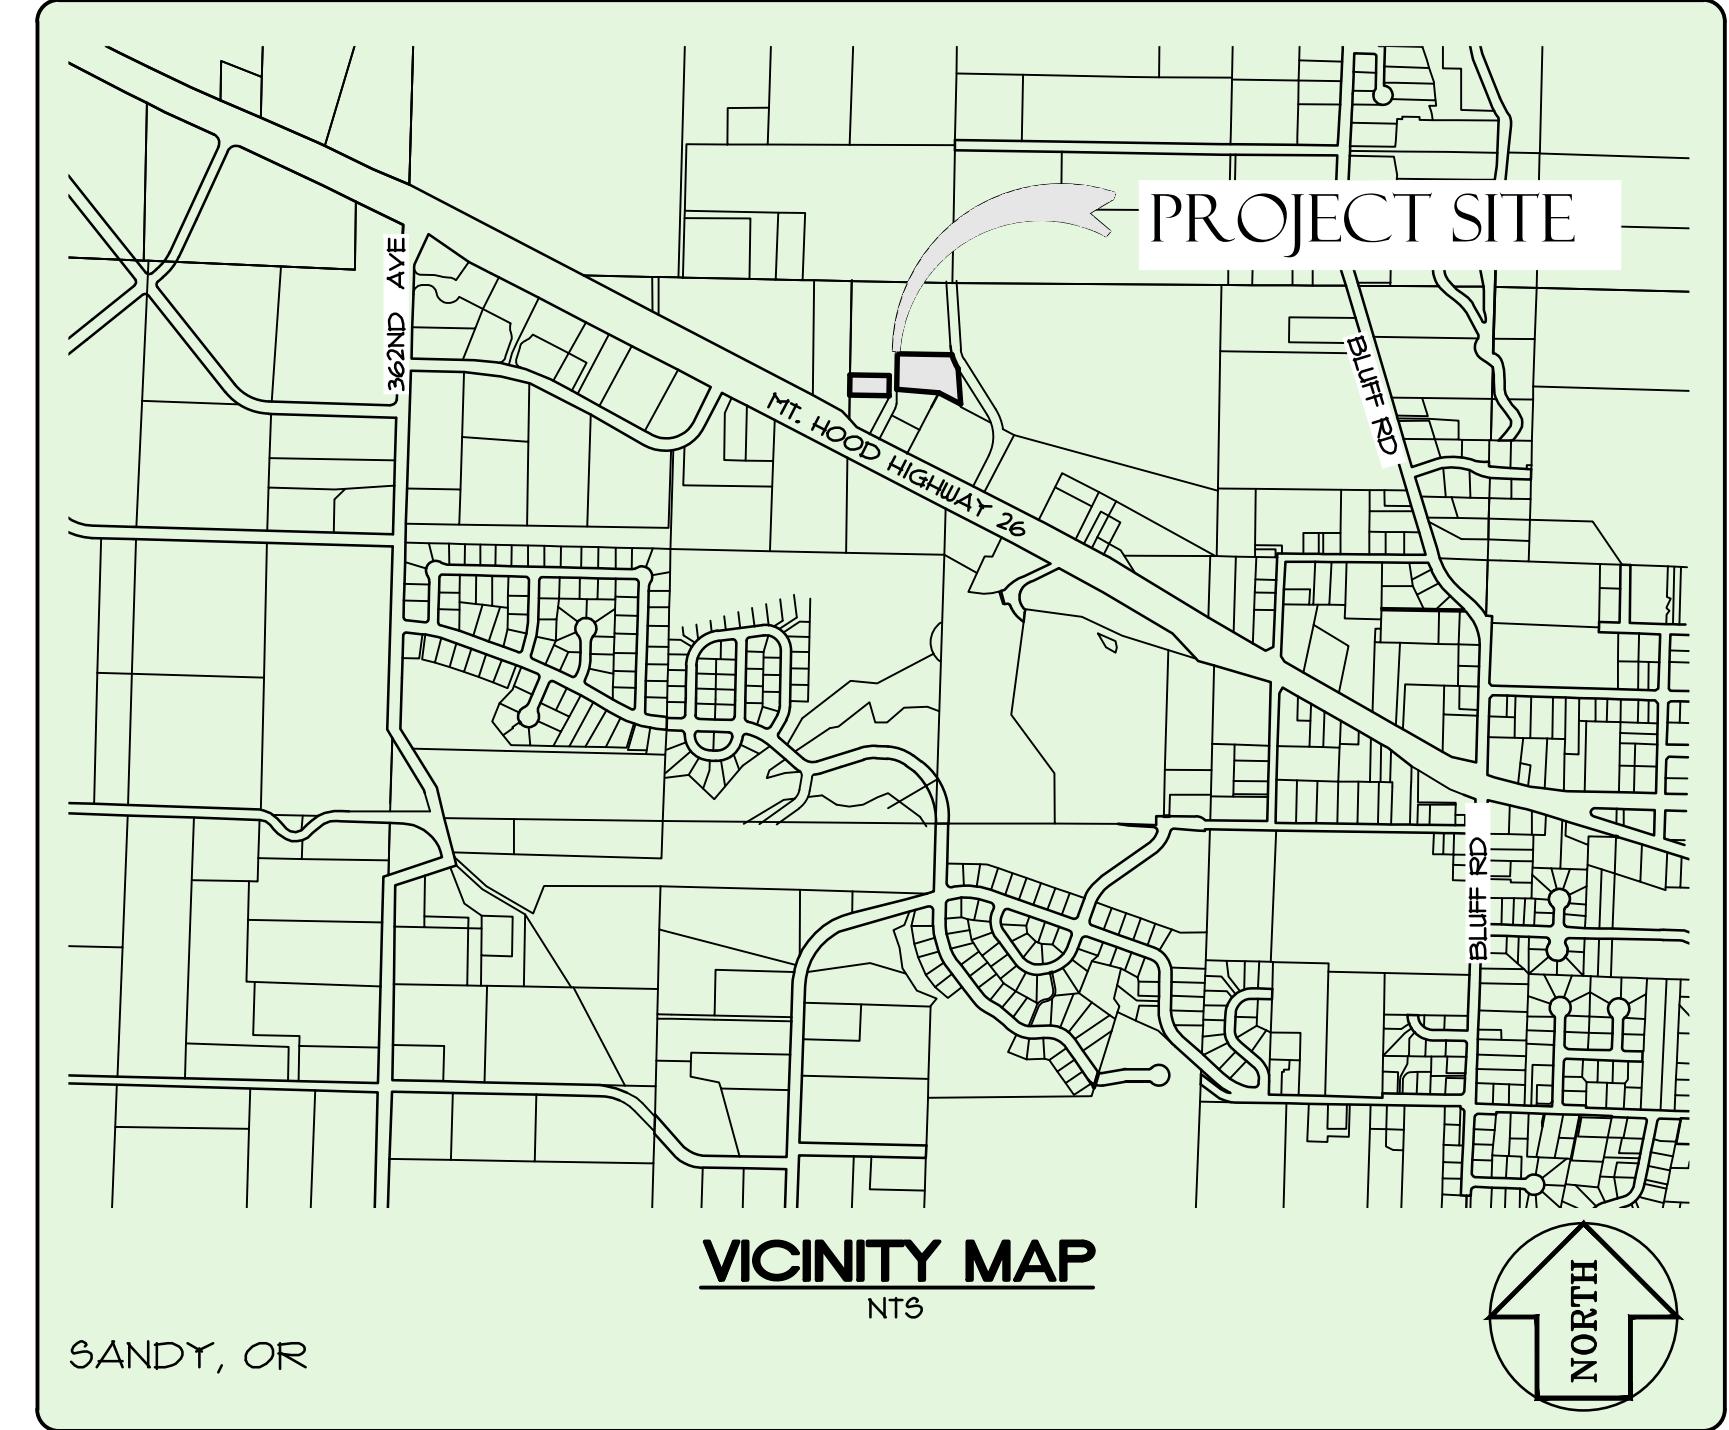 PROJECT SITE
362ND AVE
BLUFF RD
MT. HOOD HIGHWAY 26
BLUFF RD
VICINITY MAP
NTS
NORTH
SANDY, OR